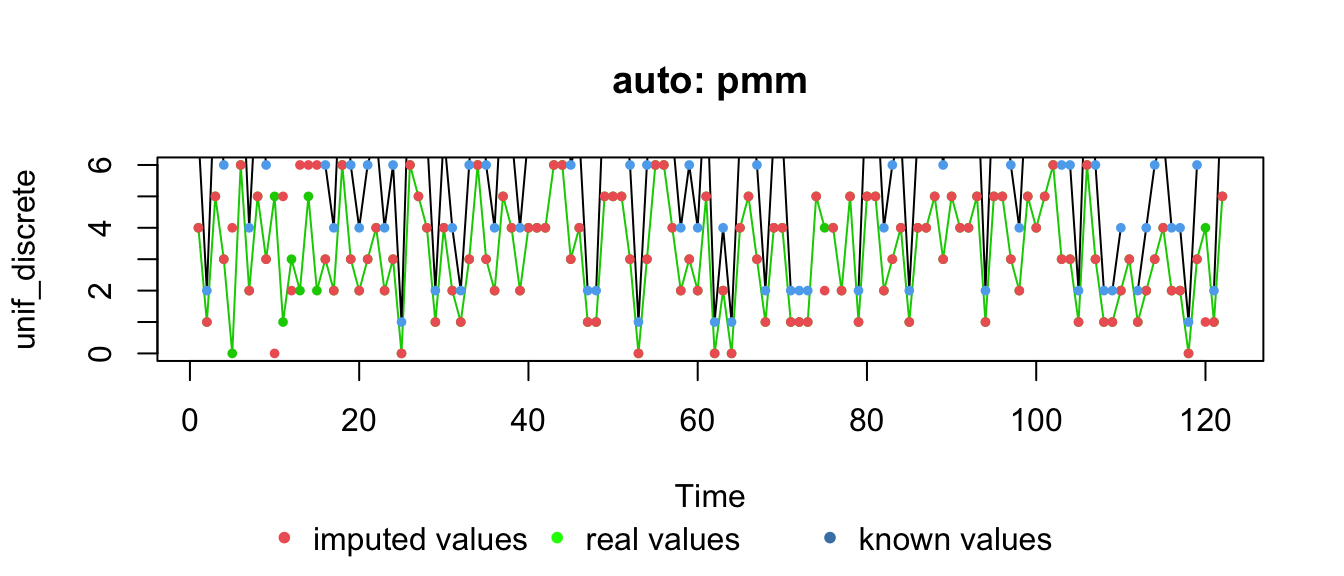 auto: pmm
unif_discrete
6
4
2
0
0 20 40 60 80 100 120
Time
imputed values real values known values